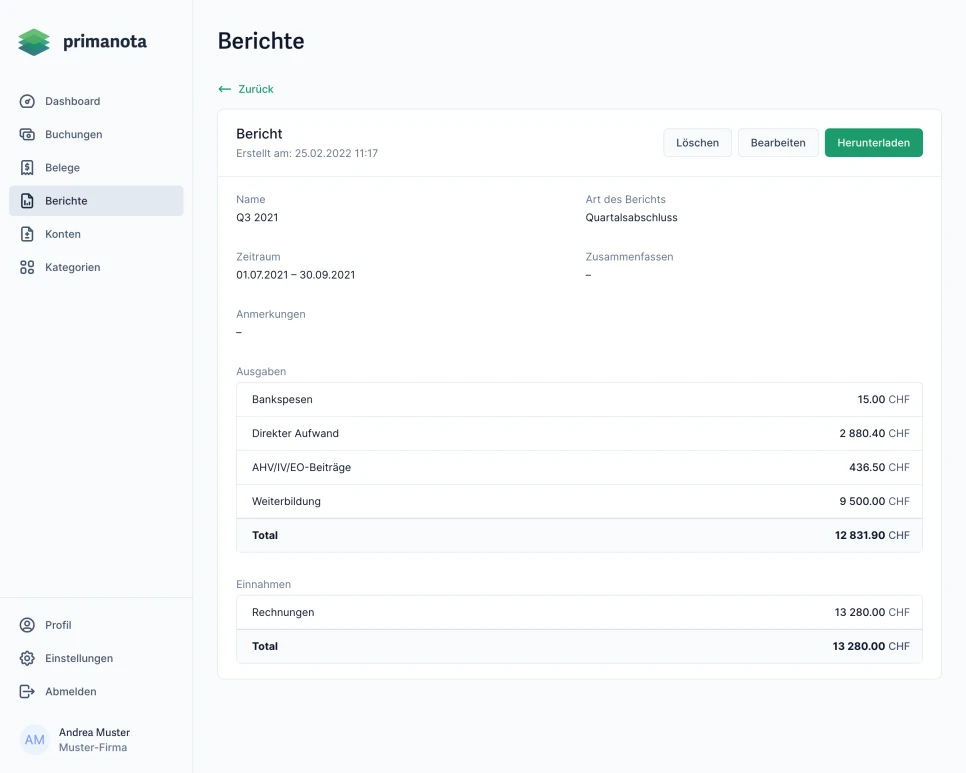 primanota
Dashboard
Buchungen
Belege
Berichte
Konten
Kategorien
Profil
Einstellungen
Abmelden
AM
Andrea Muster
Muster-Firma
Berichte
← Zurück
Bericht
Erstellt am: 25.02.2022 11:17
Löschen
Bearbeiten
Herunterladen
Name
Q3 2021
Art des Berichts
Quartalsabschluss
Zeitraum
01.07.2021 – 30.09.2021
Zusammenfassen
–
Anmerkungen
–
Ausgaben
Bankspesen 15.00 CHF
Direkter Aufwand 2 880.40 CHF
AHV/IV/EO-Beiträge 436.50 CHF
Weiterbildung 9 500.00 CHF
Total 12 831.90 CHF
Einnahmen
Rechnungen 13 280.00 CHF
Total 13 280.00 CHF